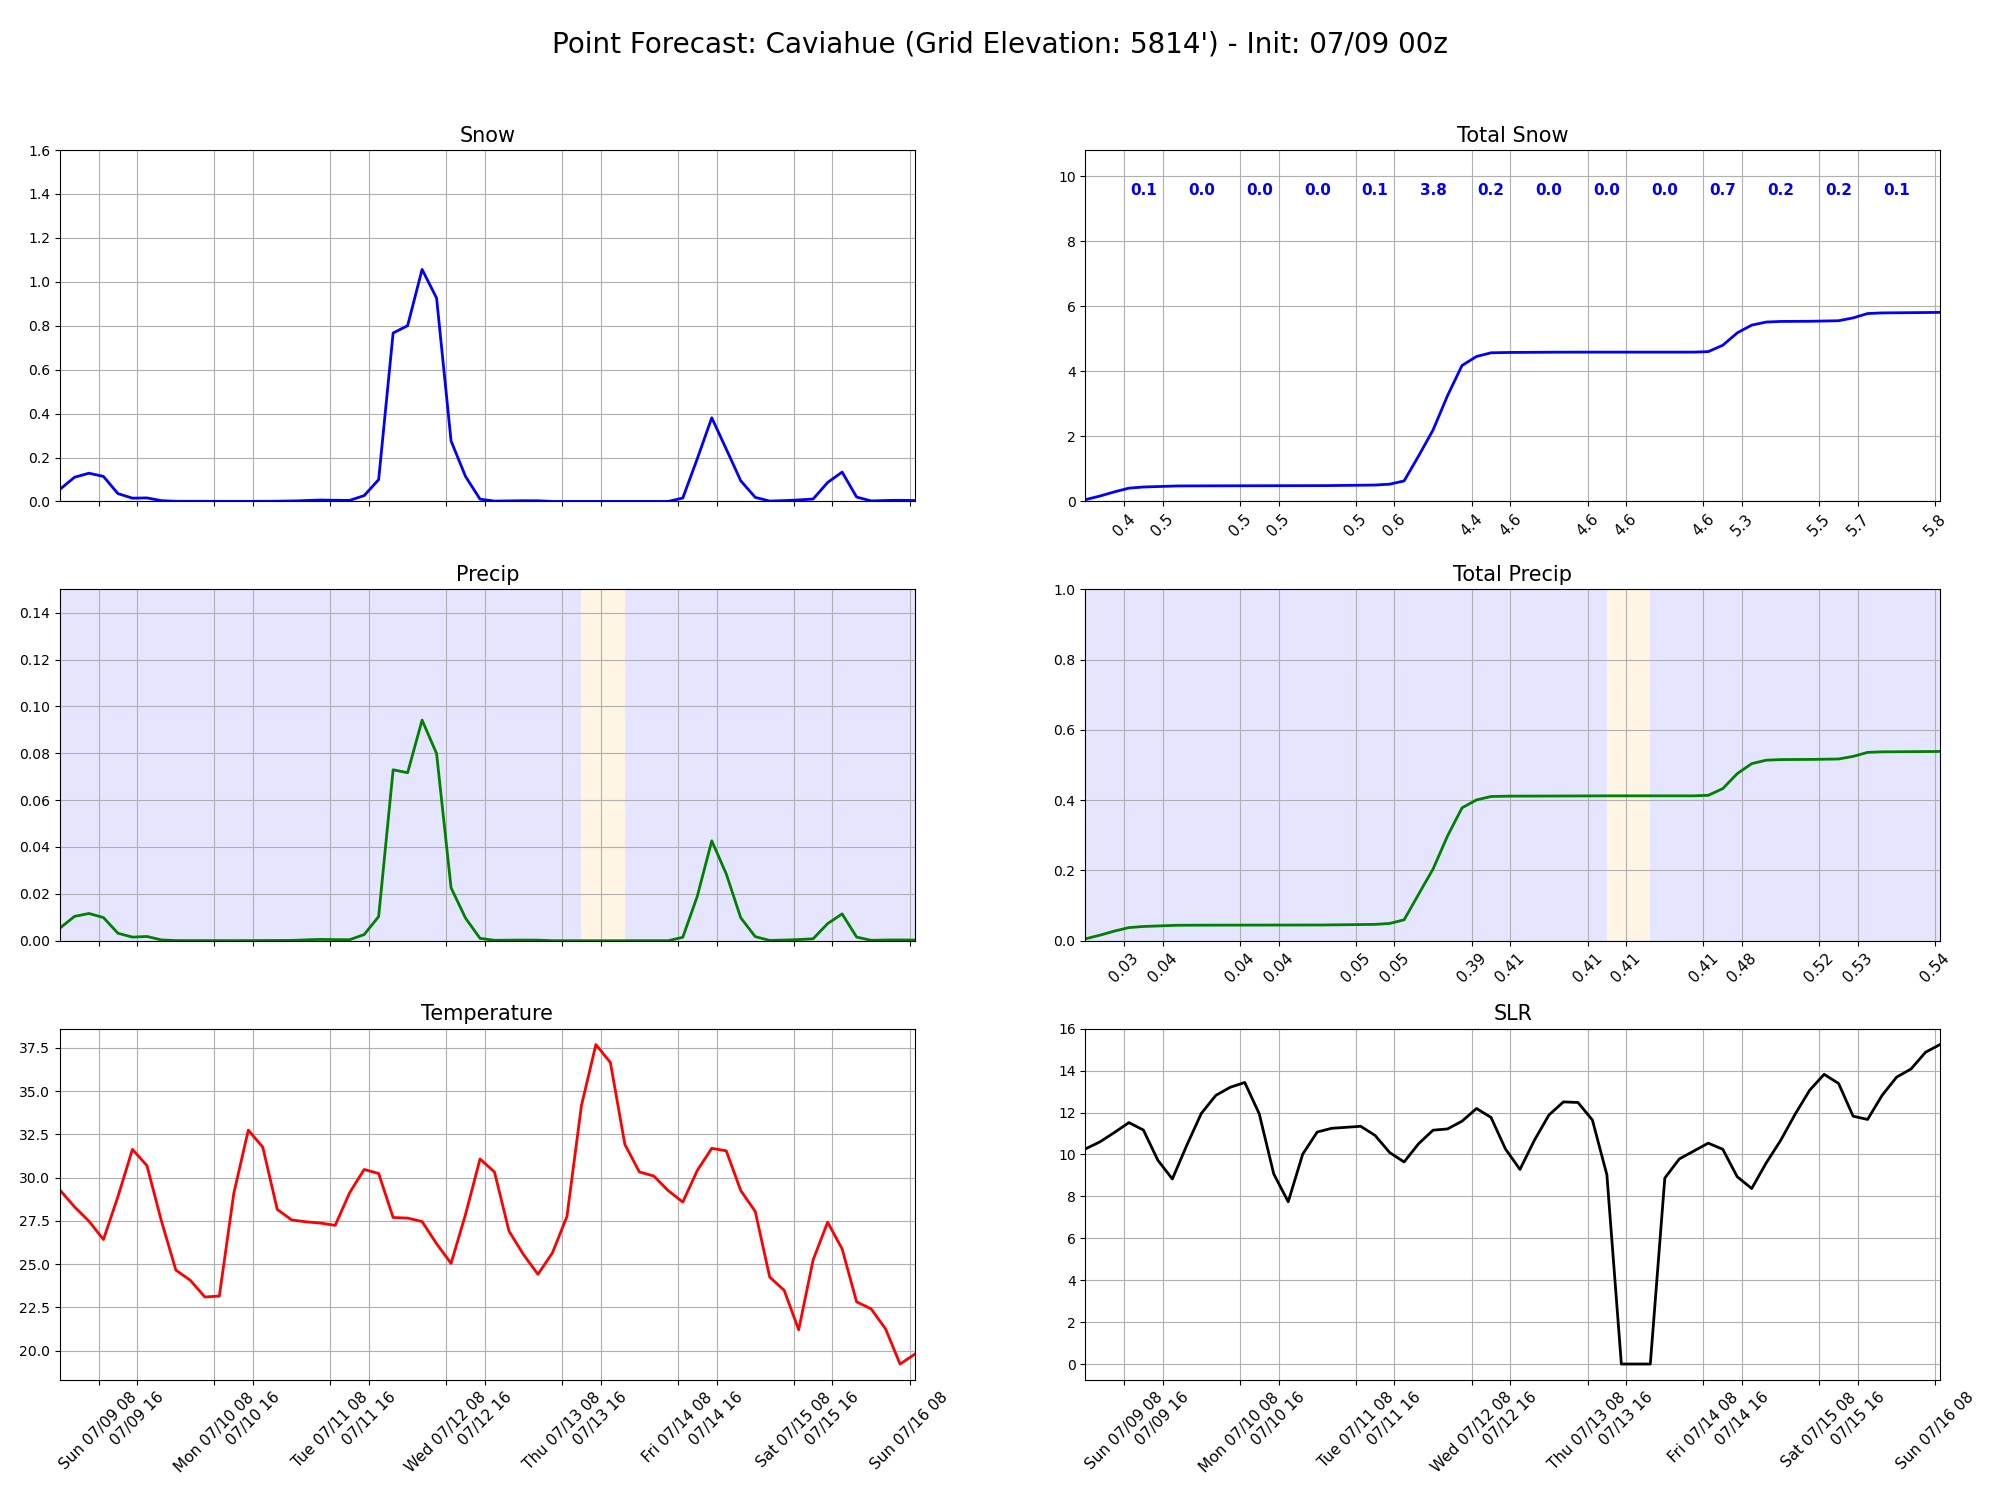 Point Forecast: Caviahue (Grid Elevation: 5814') - Init: 07/09 00z
Snow
1.6
1.4
1.2
1.0
0.8
0.6
0.4
0.2
0.0
Total Snow
10
8
6
4
2
0
0.1 0.0 0.0 0.0 0.1 3.8 0.2 0.0 0.0 0.0 0.7 0.2 0.2 0.1
0.4 0.5 0.5 0.5 0.5 0.6 4.4 4.6 4.6 4.6 4.6 5.3 5.5 5.7 5.8
Precip
0.14
0.12
0.10
0.08
0.06
0.04
0.02
0.00
Total Precip
1.0
0.8
0.6
0.4
0.2
0.0
0.03 0.04 0.04 0.04 0.05 0.05 0.39 0.41 0.41 0.41 0.41 0.48 0.52 0.53 0.54
Temperature
37.5
35.0
32.5
30.0
27.5
25.0
22.5
20.0
Sun 07/09 08
07/09 16
Mon 07/10 08
07/10 16
Tue 07/11 08
07/11 16
Wed 07/12 08
07/12 16
Thu 07/13 08
07/13 16
Fri 07/14 08
07/14 16
Sat 07/15 08
07/15 16
Sun 07/16 08
SLR
16
14
12
10
8
6
4
2
0
Sun 07/09 08
07/09 16
Mon 07/10 08
07/10 16
Tue 07/11 08
07/11 16
Wed 07/12 08
07/12 16
Thu 07/13 08
07/13 16
Fri 07/14 08
07/14 16
Sat 07/15 08
07/15 16
Sun 07/16 08